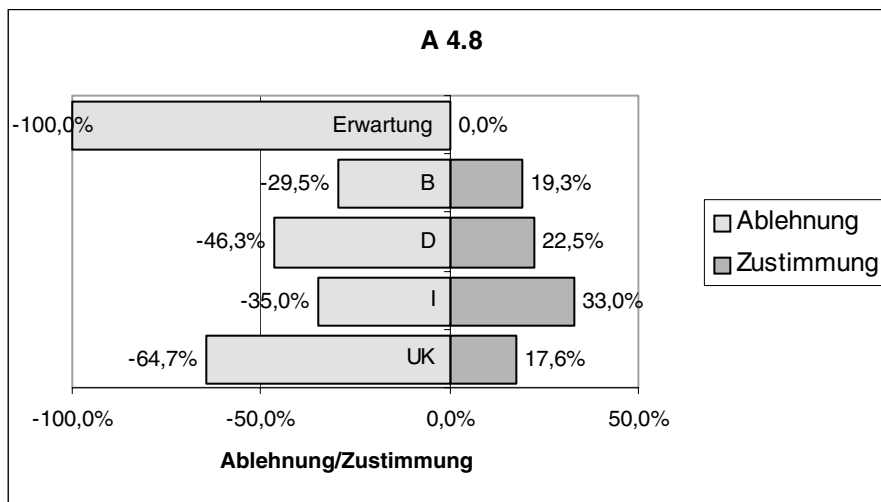 A 4.8
-100,0% Erwartung 0,0%
-29,5% B 19,3%
-46,3% D 22,5%
-35,0% I 33,0%
-64,7% UK 17,6%
-100,0% -50,0% 0,0% 50,0%
Ablehnung/Zustimmung
Ablehnung
Zustimmung